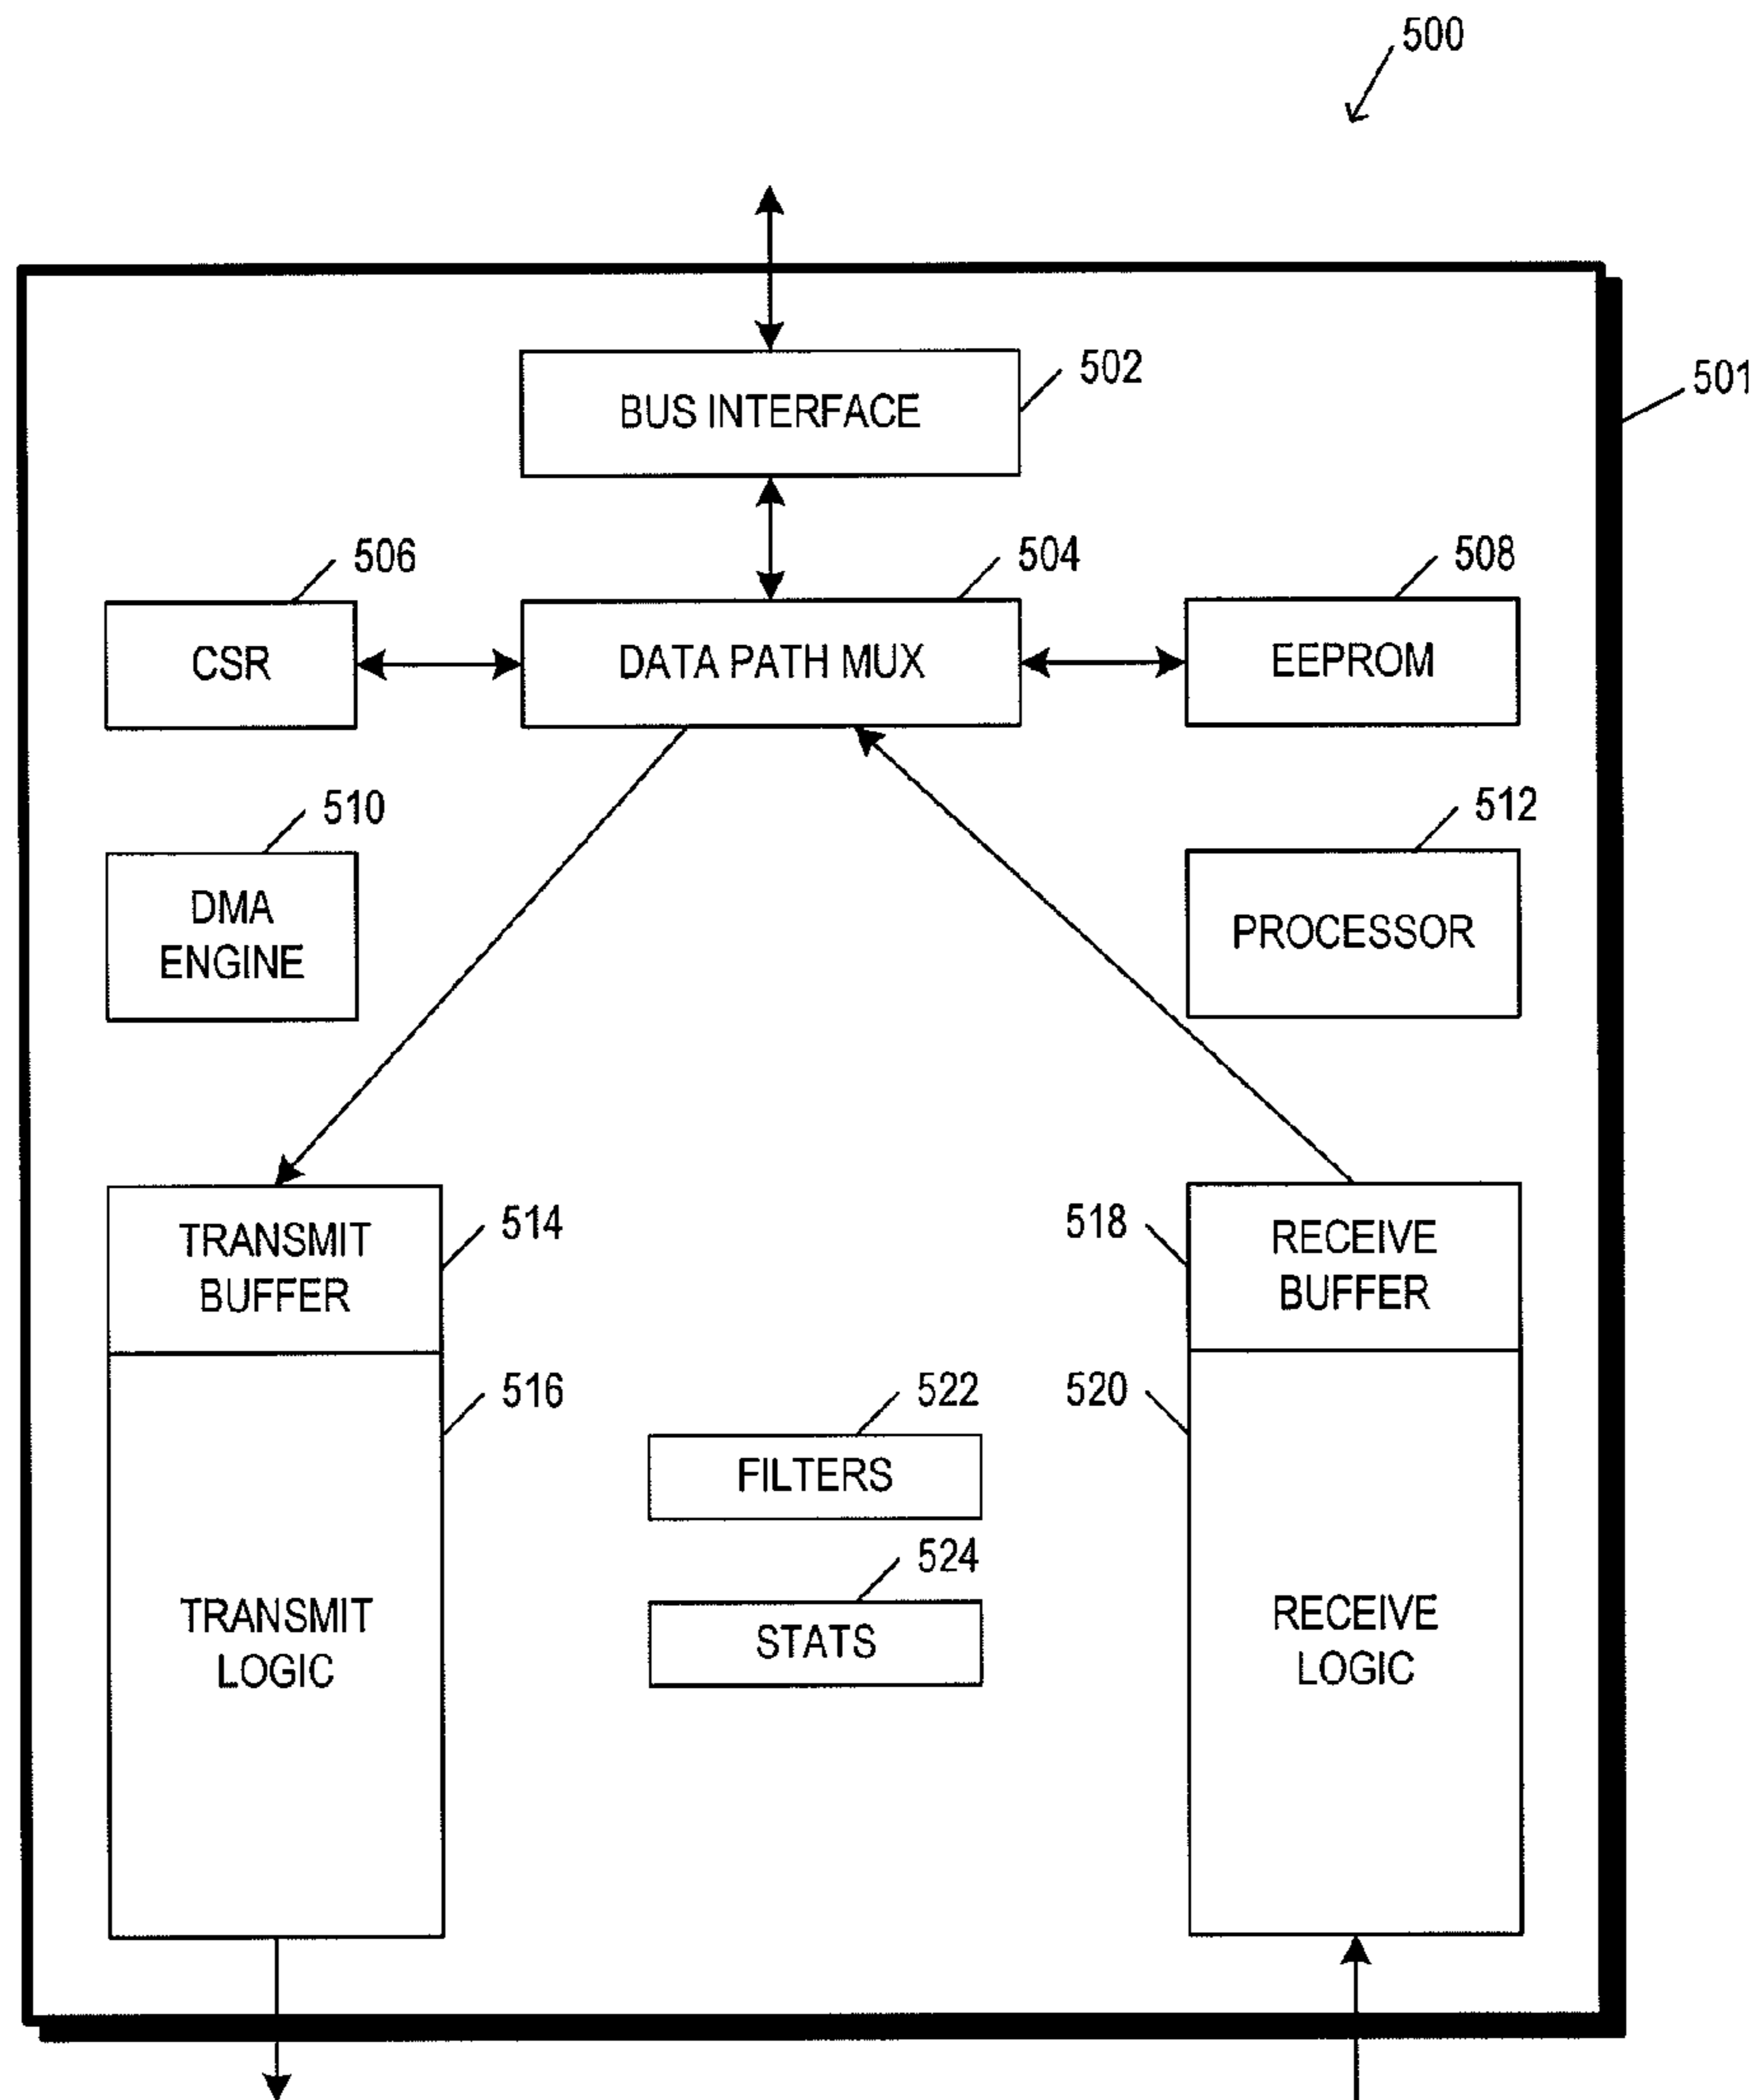 500
501
502
BUS INTERFACE
506
504
508
CSR
DATA PATH MUX
EEPROM
510
512
DMA
ENGINE
PROCESSOR
514
518
TRANSMIT
BUFFER
RECEIVE
BUFFER
516
522
520
FILTERS
524
STATS
TRANSMIT
LOGIC
RECEIVE
LOGIC